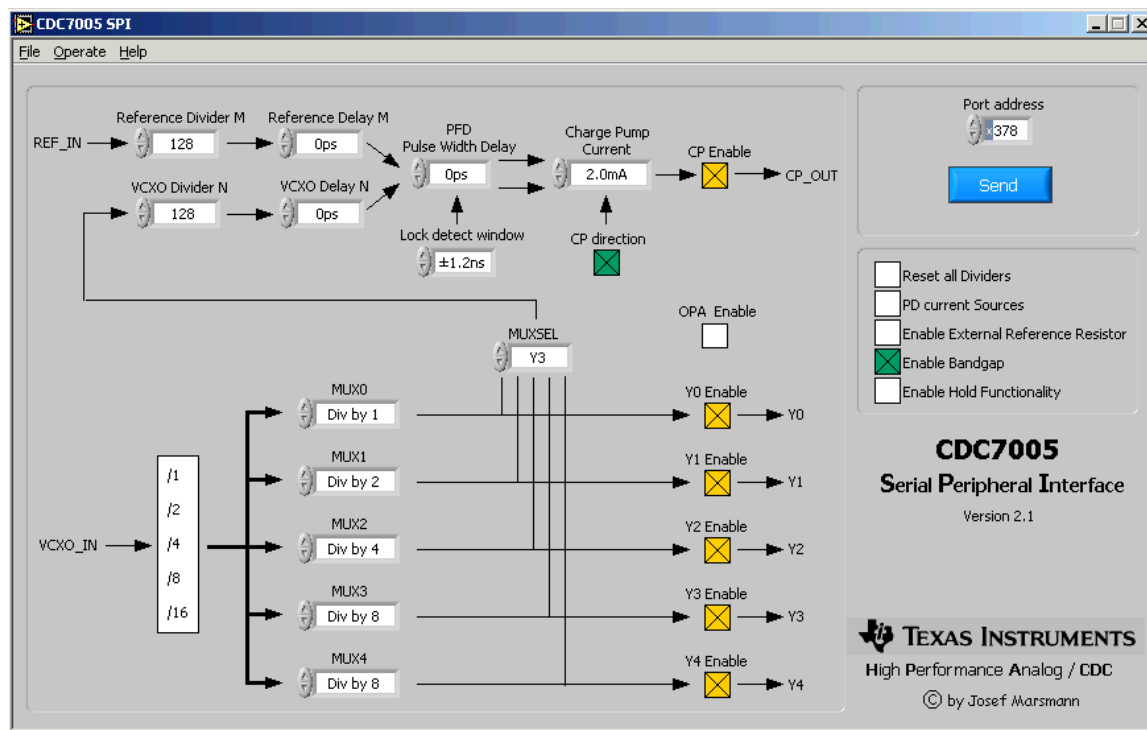 CDC7005 SPI
File Operate Help
Reference Divider M
128
Reference Delay M
0ps
REF_IN
PFD
Pulse Width Delay
0ps
Charge Pump
Current
2.0mA
CP Enable
CP_OUT
VCXO Divider N
128
VCXO Delay N
0ps
Lock detect window
±1.2ns
CP direction
OPA Enable
MUXSEL
Y3
MUX0
Div by 1
Y0 Enable
Y0
MUX1
Div by 2
Y1 Enable
Y1
MUX2
Div by 4
Y2 Enable
Y2
MUX3
Div by 8
Y3 Enable
Y3
MUX4
Div by 8
Y4 Enable
Y4
VCXO_IN
/1
/2
/4
/8
/16
Port address
x378
Send
Reset all Dividers
PD current Sources
Enable External Reference Resistor
Enable Bandgap
Enable Hold Functionality
CDC7005
Serial Peripheral Interface
Version 2.1
TEXAS INSTRUMENTS
High Performance Analog / CDC
© by Josef Marsmann